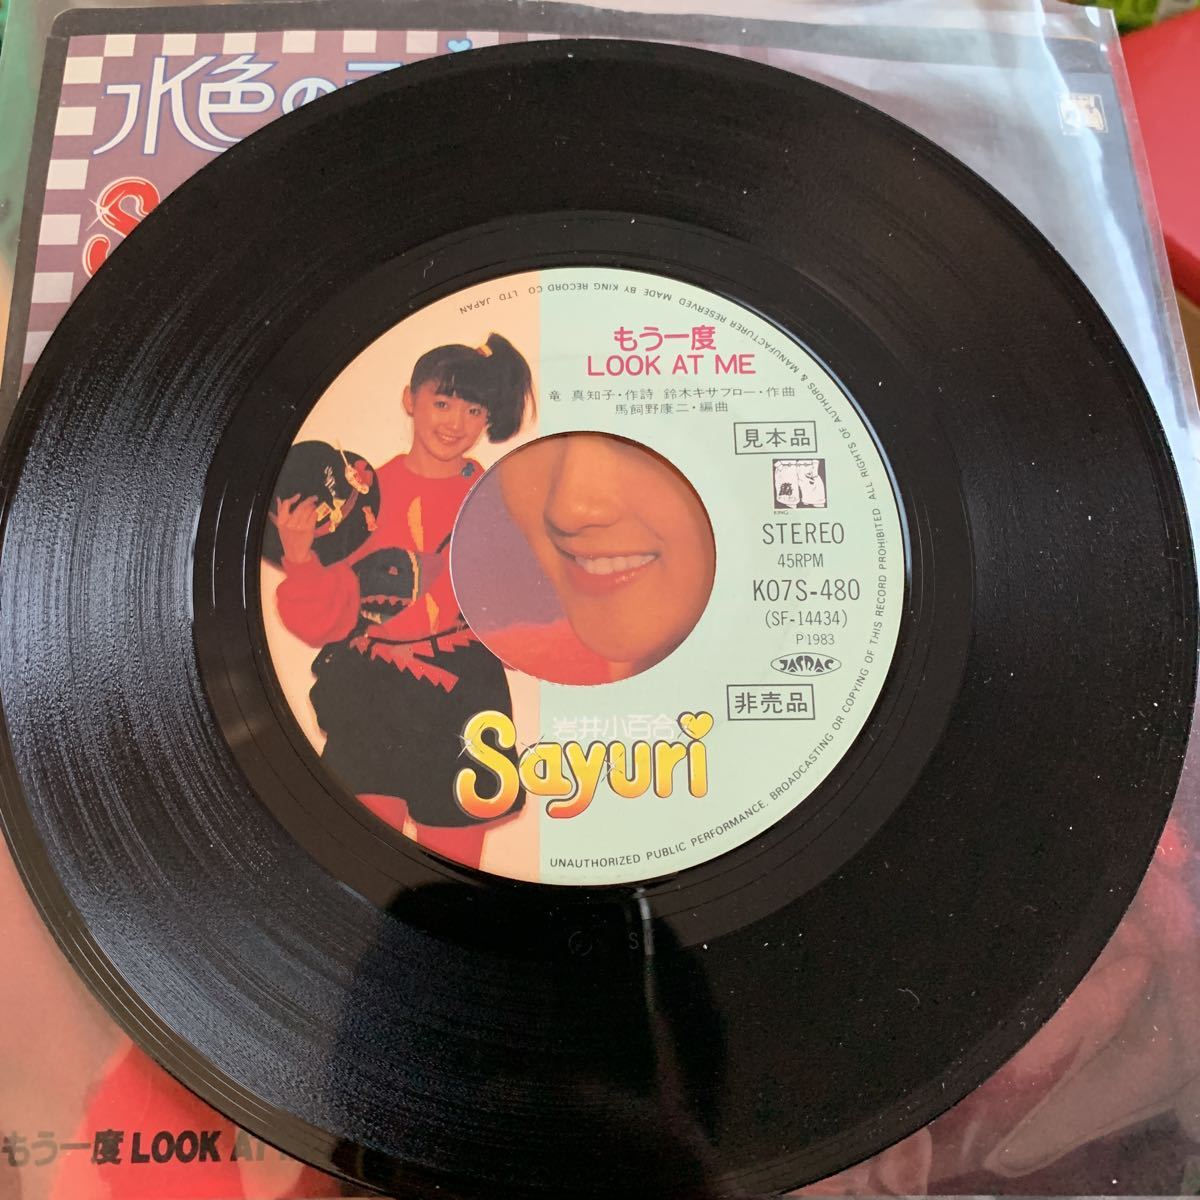 水色の
もう一度
LOOK AT ME
竜 真知子・作詩 鈴木キサブロー・作曲
馬飼野康二・編曲
見本品
KING
STEREO
45RPM
K07S-480
(SF-14434)
P1983
JASRAC
非売品
岩井小百合
Sayuri
UNAUTHORIZED PUBLIC PERFORMANCE, BROADCASTING OR COPYING OF THIS RECORD PROHIBITED ALL RIGHTS OF AUTHORS & MANUFACTURER RESERVED MADE BY KING RECORD CO LTD JAPAN
もう一度 LOOK AT